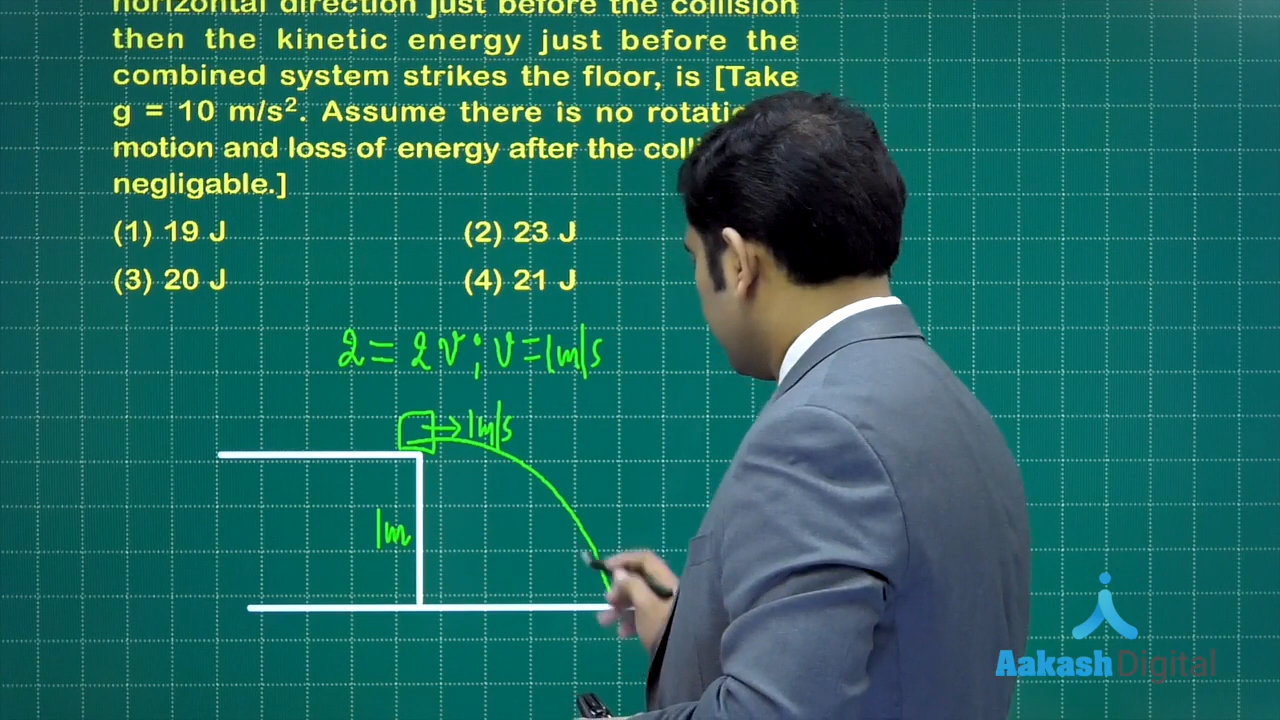 horizontal direction just before the collision
then the kinetic energy just before the
combined system strikes the floor, is [Take
g = 10 m/s². Assume there is no
motion and loss of energy after the
negligable.]
(1) 19 J (2) 23 J
(3) 20 J (4) 21 J
2 = 2v ; v = 1m/s
1m/s
1m
Aakash Digital